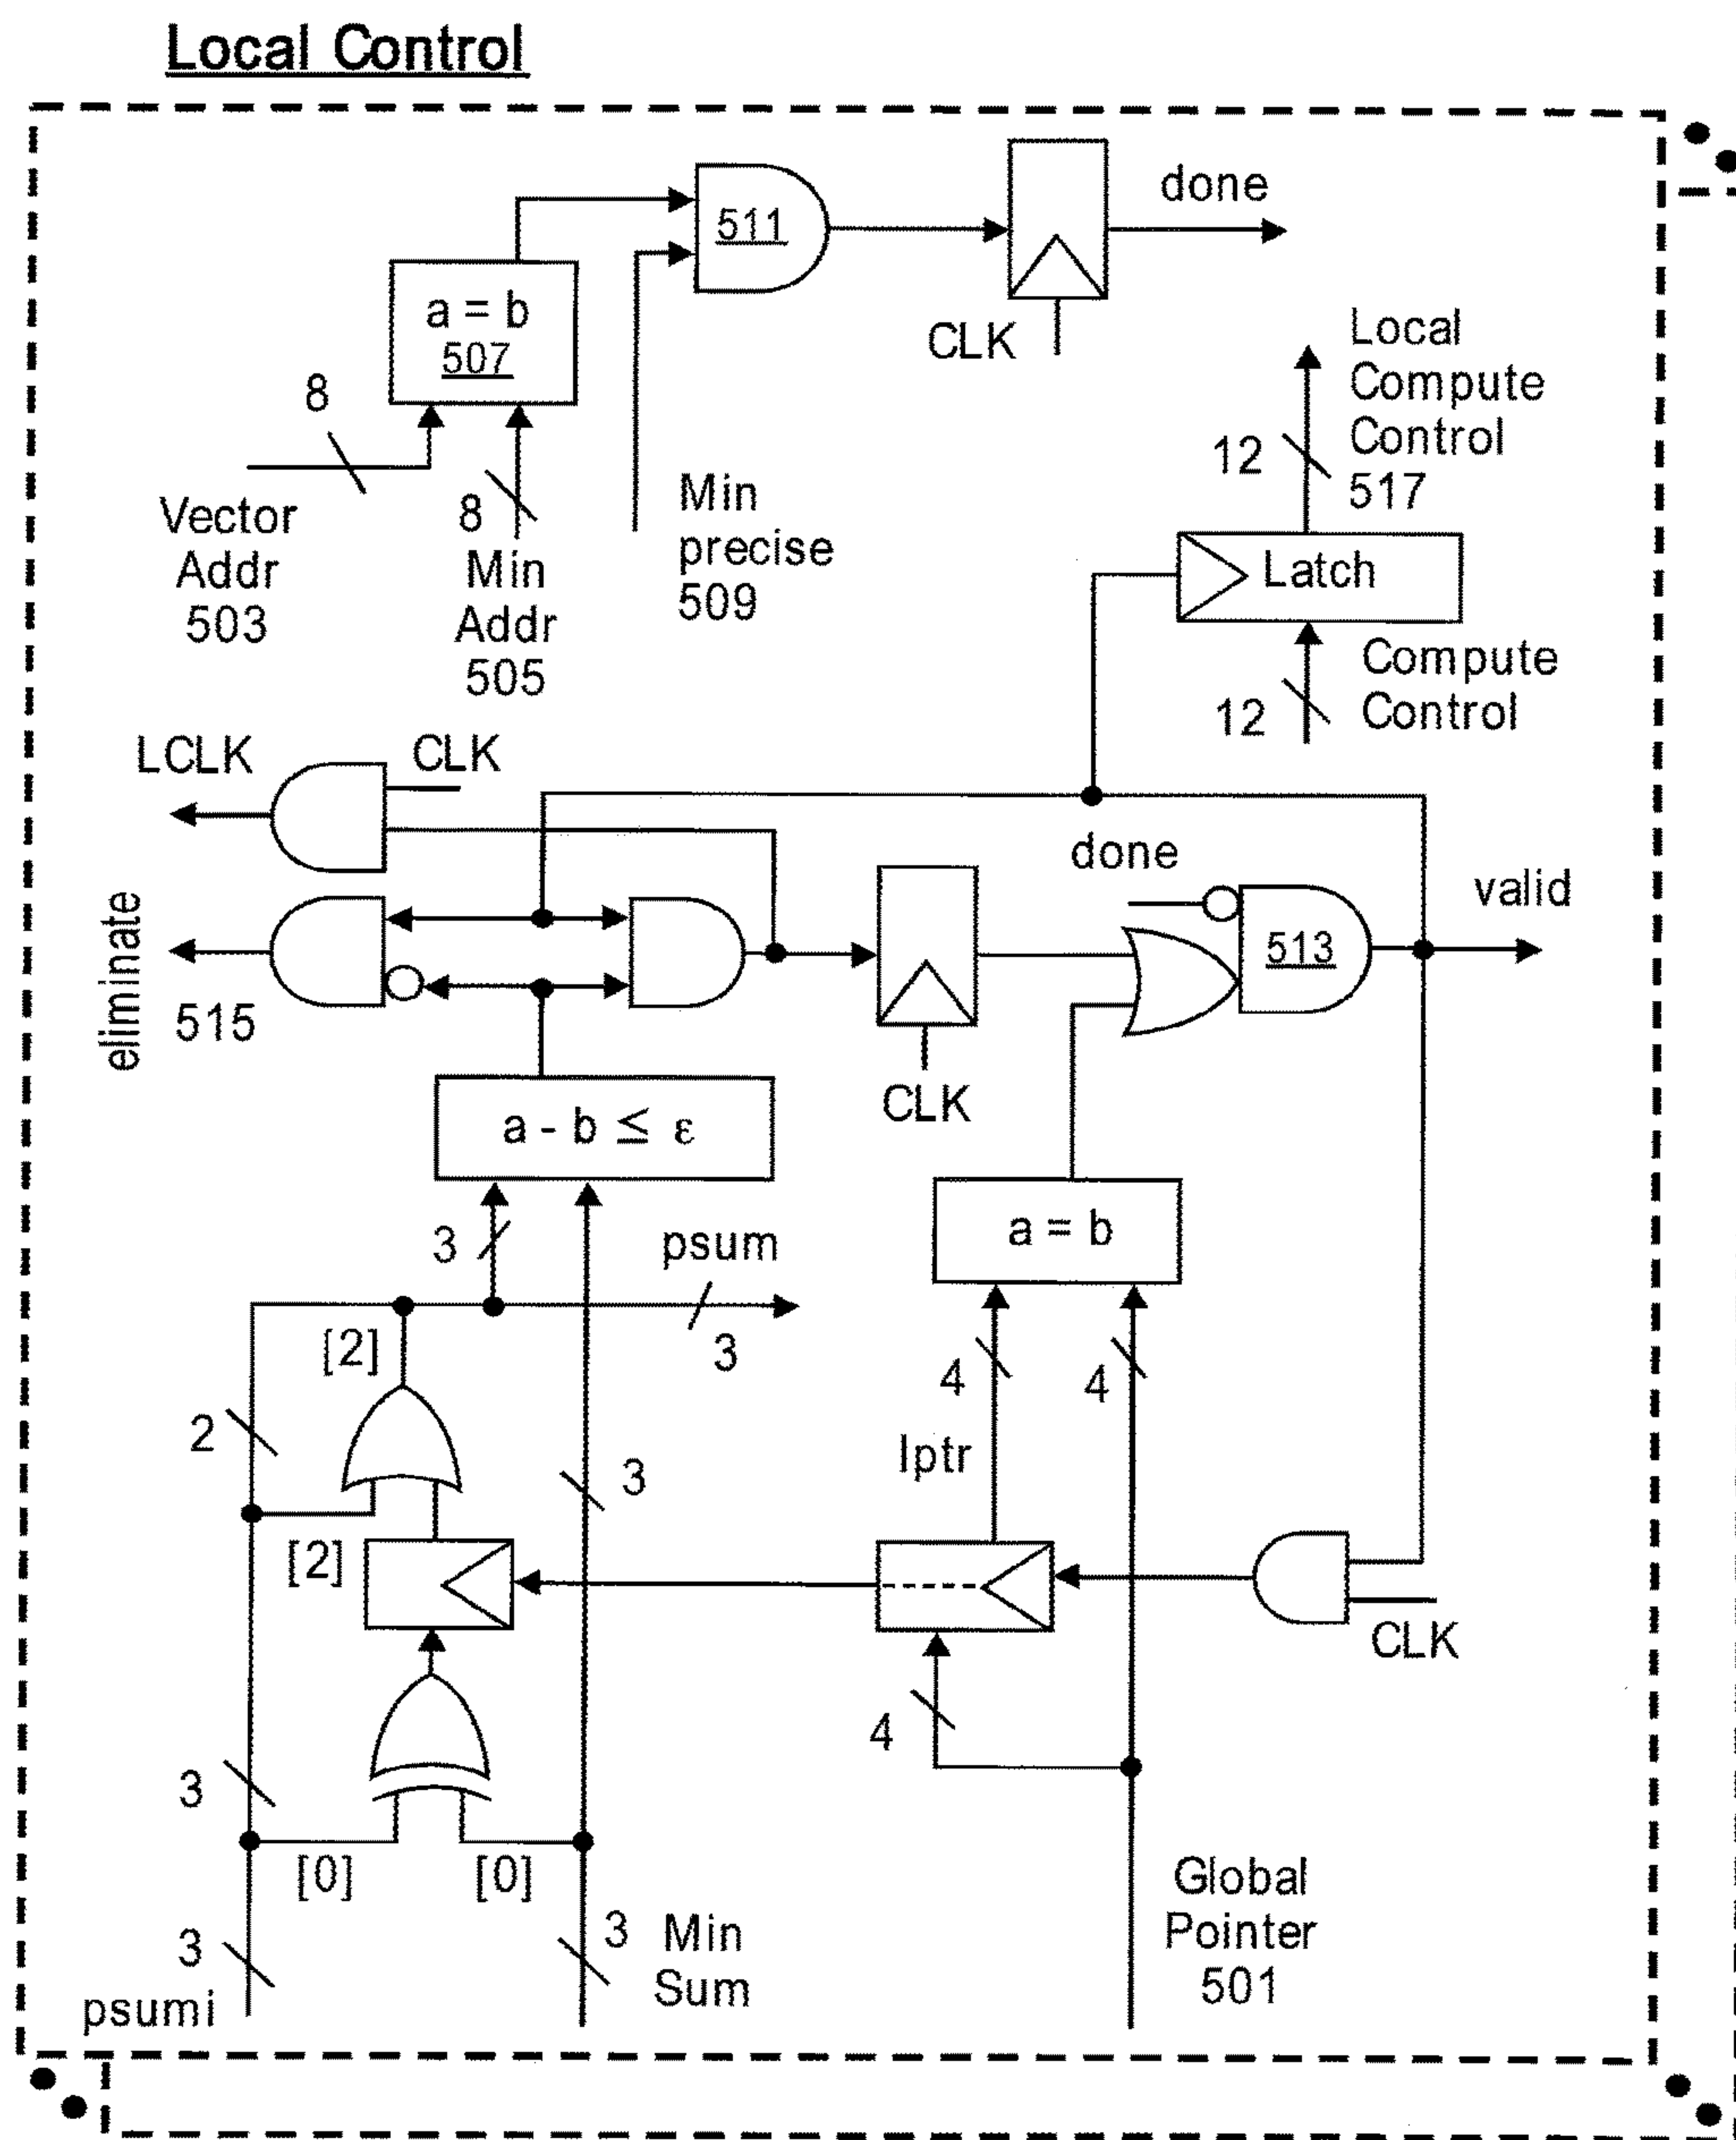 Local Control
511
done
a = b
507
CLK
8
Vector
Addr
503
8
Min
Addr
505
Min
precise
509
Local
Compute
Control
517
12
Latch
12
Compute
Control
LCLK
CLK
done
valid
513
eliminate
515
CLK
a - b ≤ ε
a = b
3
psum
3
[2]
4
4
2
3
lptr
[2]
CLK
4
3
[0]
[0]
3
psumi
3
Min
Sum
Global
Pointer
501